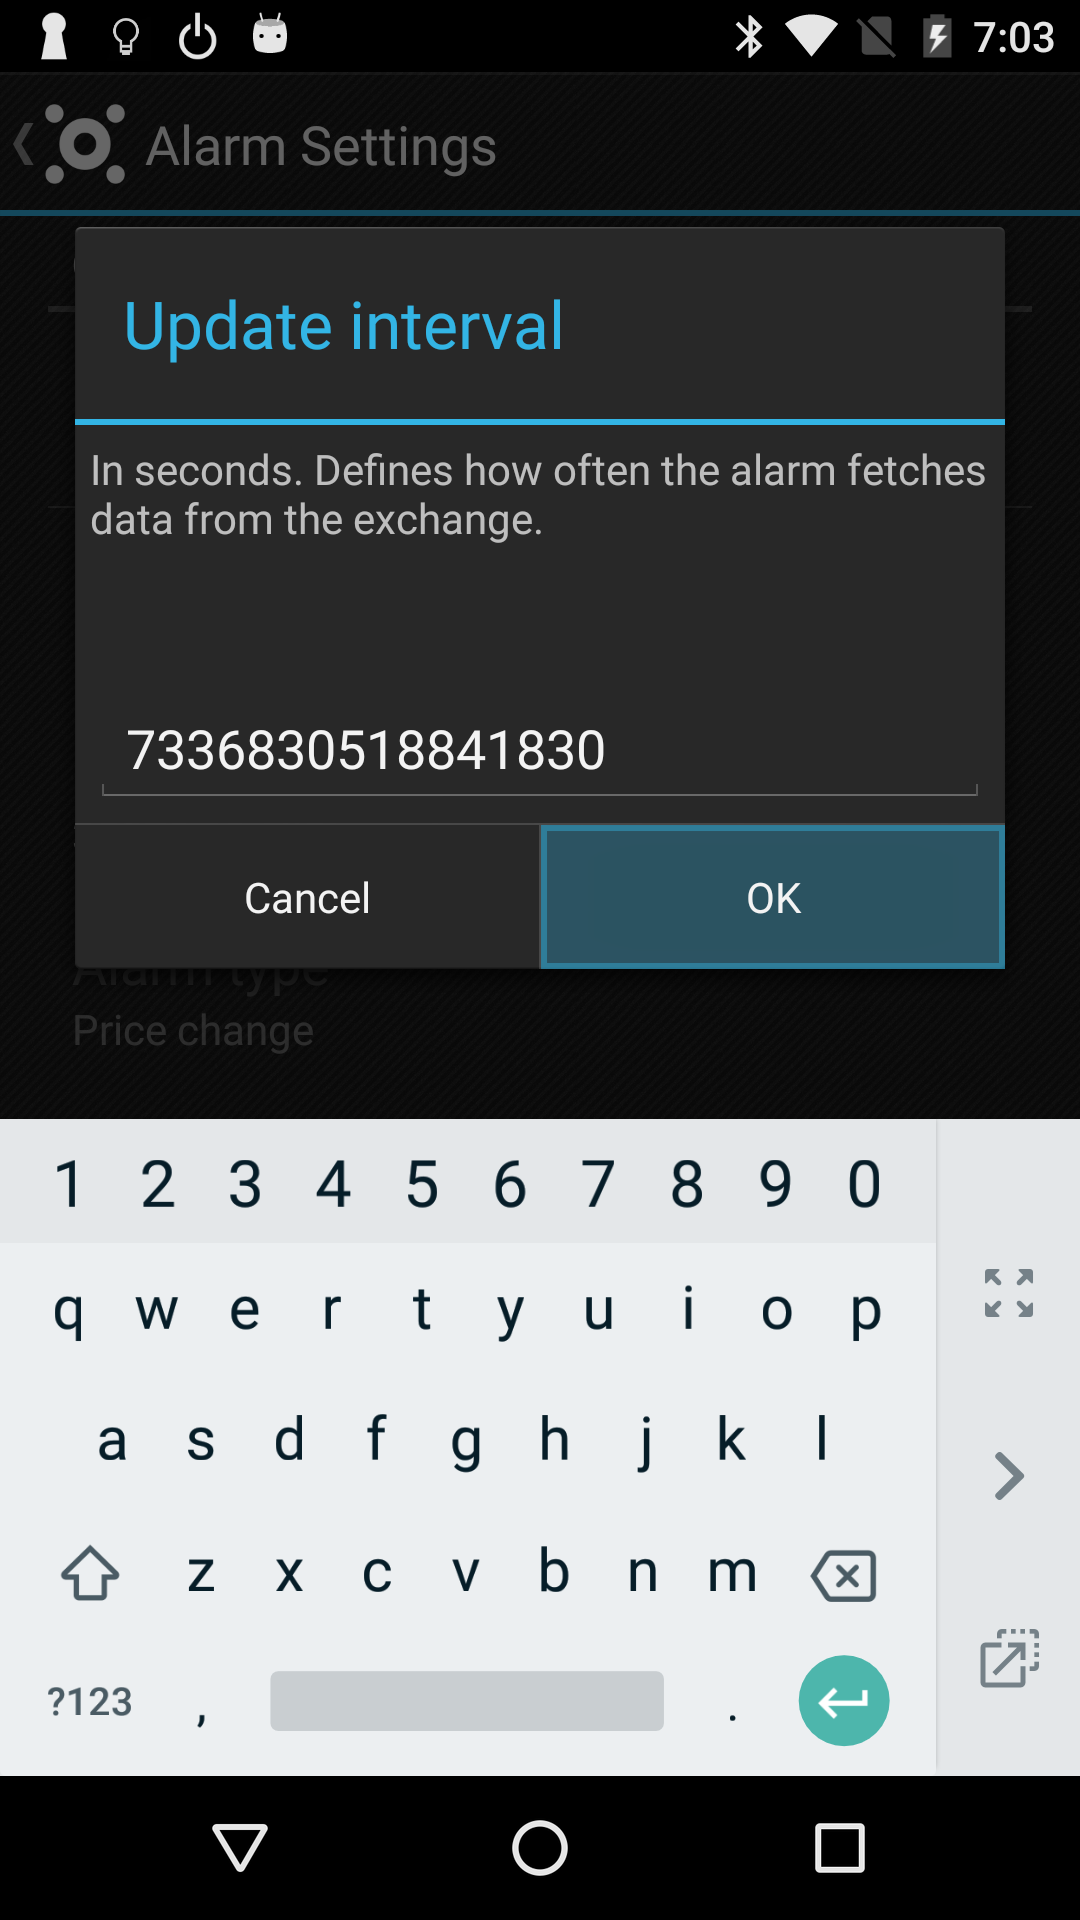 7:03
Alarm Settings
Update interval
In seconds. Defines how often the alarm fetches
data from the exchange.
7336830518841830
Cancel
OK
Alarm type
Price change
1 2 3 4 5 6 7 8 9 0
q w e r t y u i o p
a s d f g h j k l
z x c v b n m
?123 , .